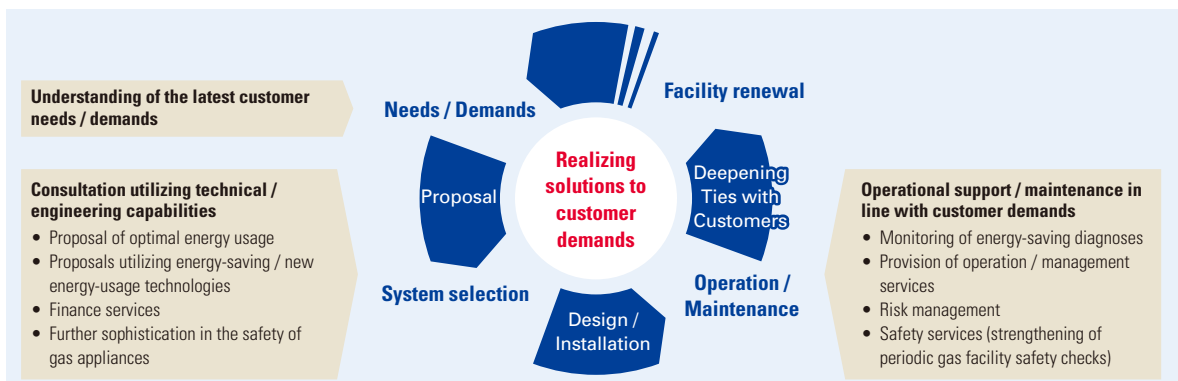 Understanding of the latest customer
needs / demands
Consultation utilizing technical /
engineering capabilities
• Proposal of optimal energy usage
• Proposals utilizing energy-saving / new
energy-usage technologies
• Finance services
• Further sophistication in the safety of
gas appliances
Needs / Demands
Facility renewal
Proposal
Realizing
solutions to
customer
demands
Deepening
Ties with
Customers
System selection
Operation /
Maintenance
Design /
Installation
Operational support / maintenance in
line with customer demands
• Monitoring of energy-saving diagnoses
• Provision of operation / management
services
• Risk management
• Safety services (strengthening of
periodic gas facility safety checks)